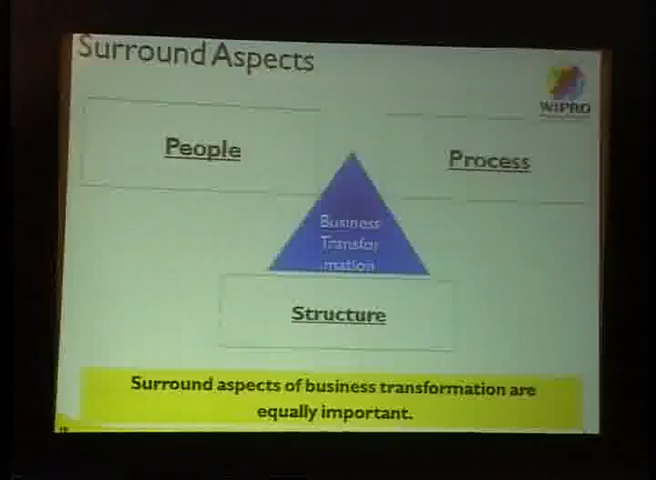 Surround Aspects
WIPRO
People
Process
Business
Transfor
mation
Structure
Surround aspects of business transformation are
equally important.